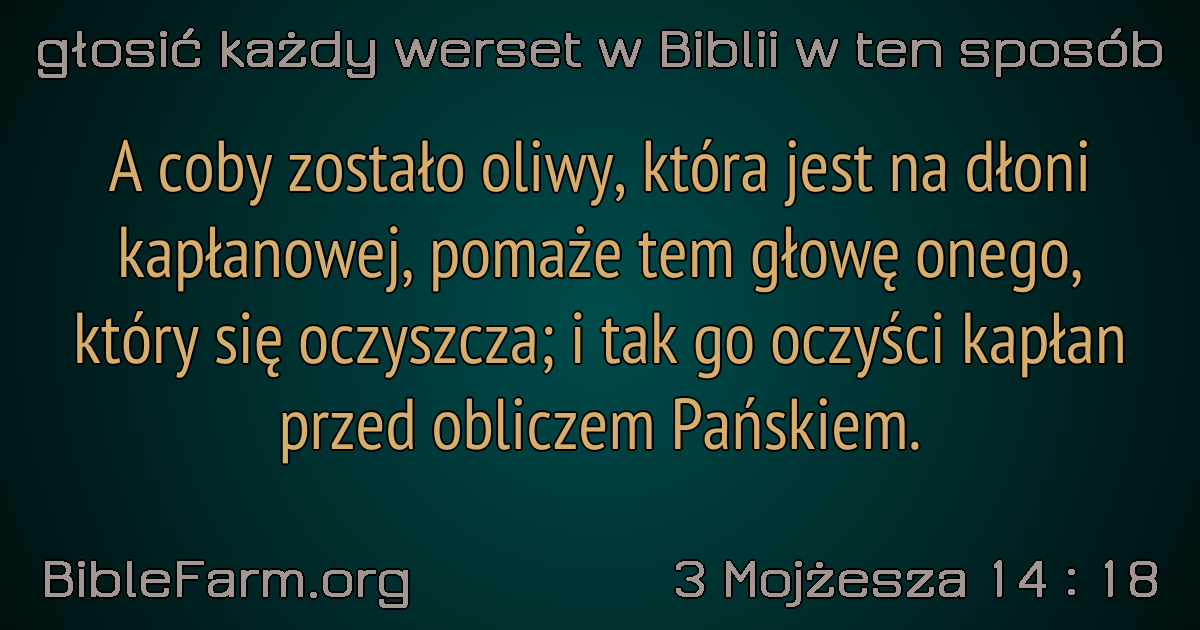 głosić każdy werset w Biblii w ten sposób
A coby zostało oliwy, która jest na dłoni
kapłanowej, pomaże tem głowę onego,
który się oczyszcza; i tak go oczyści kapłan
przed obliczem Pańskiem.
BibleFarm.org
3 Mojżesza 14 : 18